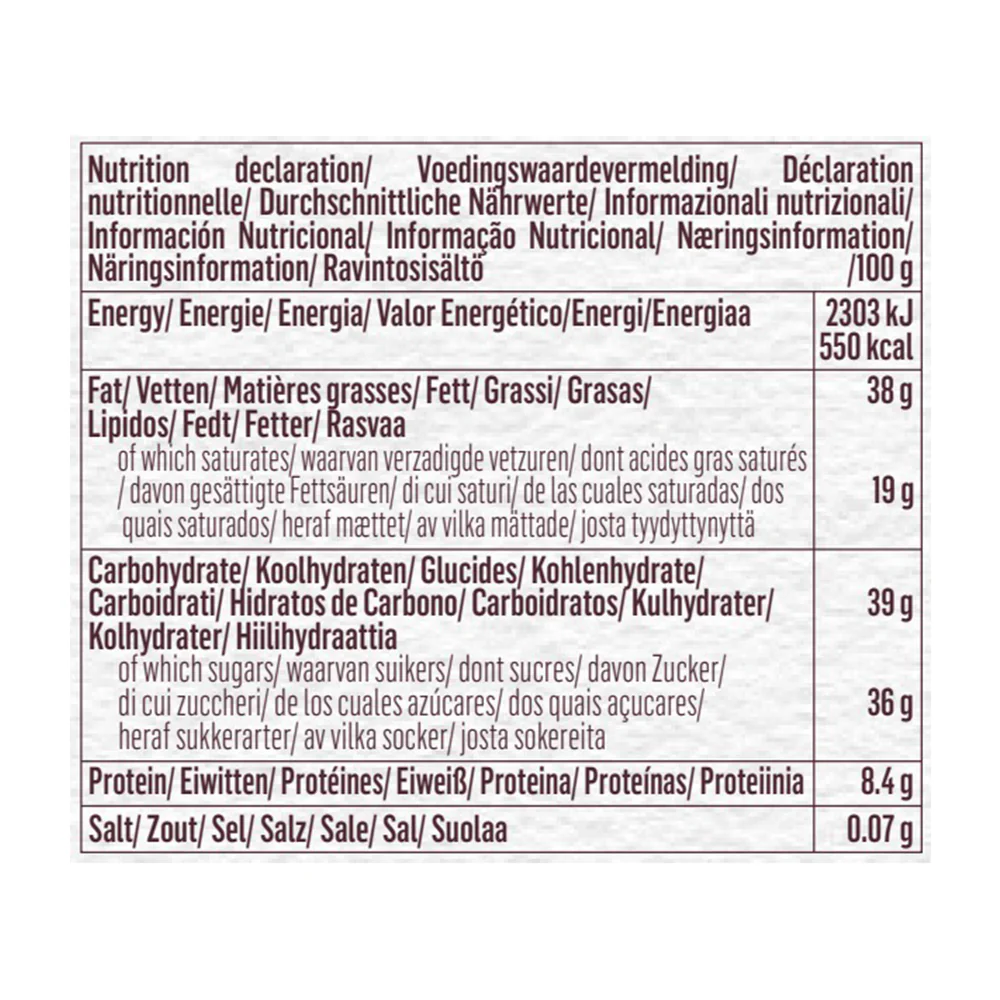 Nutrition declaration/ Voedingswaardevermelding/ Déclaration
nutritionnelle/ Durchschnittliche Nährwerte/ Informazionali nutrizionali/
Información Nutricional/ Informação Nutricional/ Næringsinformation/
Näringsinformation/ Ravintosisältö /100 g
Energy/ Energie/ Energia/ Valor Energético/Energi/Energiaa 2303 kJ
550 kcal
Fat/ Vetten/ Matières grasses/ Fett/ Grassi/ Grasas/ 38 g
Lipidos/ Fedt/ Fetter/ Rasvaa
of which saturates/ waarvan verzadigde vetzuren/ dont acides gras saturés
/ davon gesättigte Fettsäuren/ di cui saturi/ de las cuales saturadas/ dos 19 g
quais saturados/ heraf mættet/ av vilka mättade/ josta tyydyttynyttä
Carbohydrate/ Koolhydraten/ Glucides/ Kohlenhydrate/
Carboidrati/ Hidratos de Carbono/ Carboidratos/ Kulhydrater/ 39 g
Kolhydrater/ Hiilihydraattia
of which sugars/ waarvan suikers/ dont sucres/ davon Zucker/
di cui zuccheri/ de los cuales azúcares/ dos quais açucares/ 36 g
heraf sukkerarter/ av vilka socker/ josta sokereita
Protein/ Eiwitten/ Protéines/ Eiweiß/ Proteina/ Proteínas/ Proteiinia 8.4 g
Salt/ Zout/ Sel/ Salz/ Sale/ Sal/ Suolaa 0.07 g